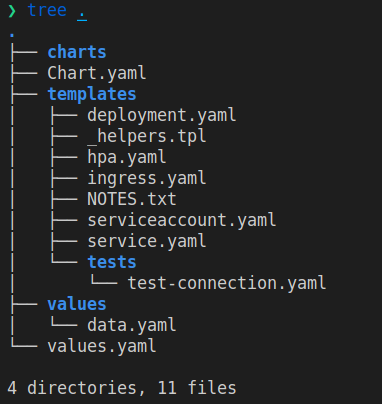 ❯ tree .
.
├── charts
├── Chart.yaml
├── templates
│   ├── deployment.yaml
│   ├── _helpers.tpl
│   ├── hpa.yaml
│   ├── ingress.yaml
│   ├── NOTES.txt
│   ├── serviceaccount.yaml
│   ├── service.yaml
│   └── tests
│       └── test-connection.yaml
├── values
│   └── data.yaml
└── values.yaml

4 directories, 11 files